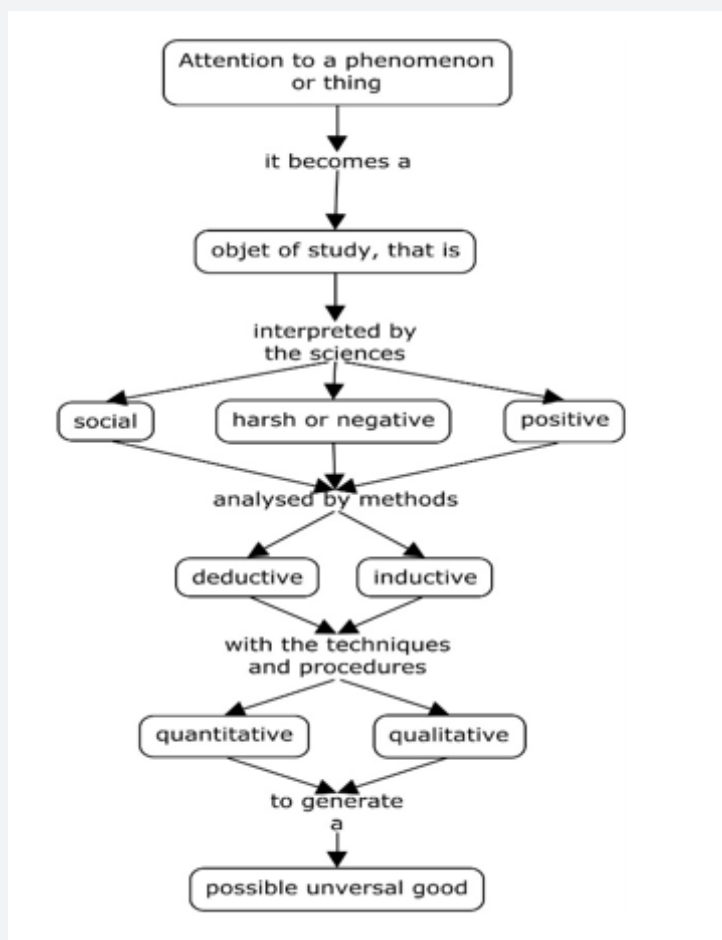 Attention to a phenomenon
or thing
it becomes a
objet of study, that is
interpreted by
the sciences
social
harsh or negative
positive
analysed by methods
deductive
inductive
with the techniques
and procedures
quantitative
qualitative
to generate
a
possible unversal good